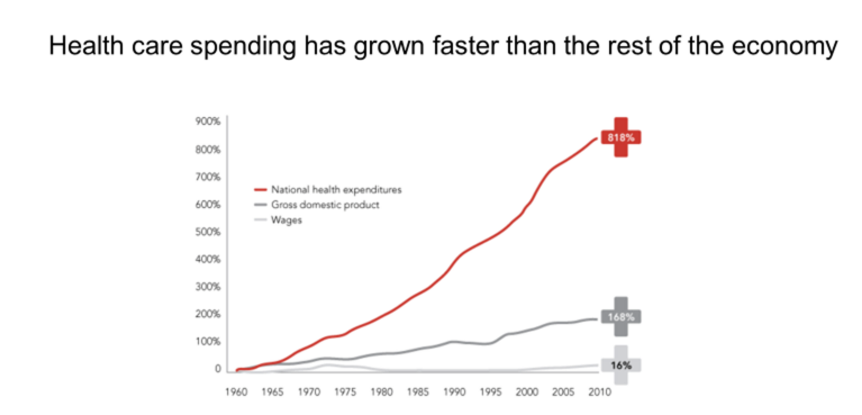 Health care spending has grown faster than the rest of the economy
900%
800%
700%
600%
500%
400%
300%
200%
100%
0
National health expenditures
Gross domestic product
Wages
818%
168%
16%
1960 1965 1970 1975 1980 1985 1990 1995 2000 2005 2010